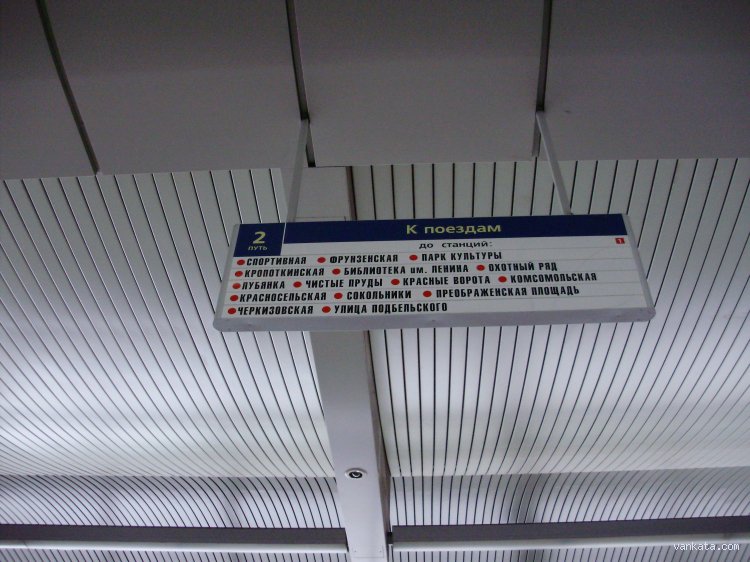 2
ПУТЬ
К поездам
до станций:
1
СПОРТИВНАЯ ФРУНЗЕНСКАЯ ПАРК КУЛЬТУРЫ
КРОПОТКИНСКАЯ БИБЛИОТЕКА им. ЛЕНИНА ОХОТНЫЙ РЯД
ЛУБЯНКА ЧИСТЫЕ ПРУДЫ КРАСНЫЕ ВОРОТА КОМСОМОЛЬСКАЯ
КРАСНОСЕЛЬСКАЯ СОКОЛЬНИКИ ПРЕОБРАЖЕНСКАЯ ПЛОЩАДЬ
ЧЕРКИЗОВСКАЯ УЛИЦА ПОДБЕЛЬСКОГО
vankata.com